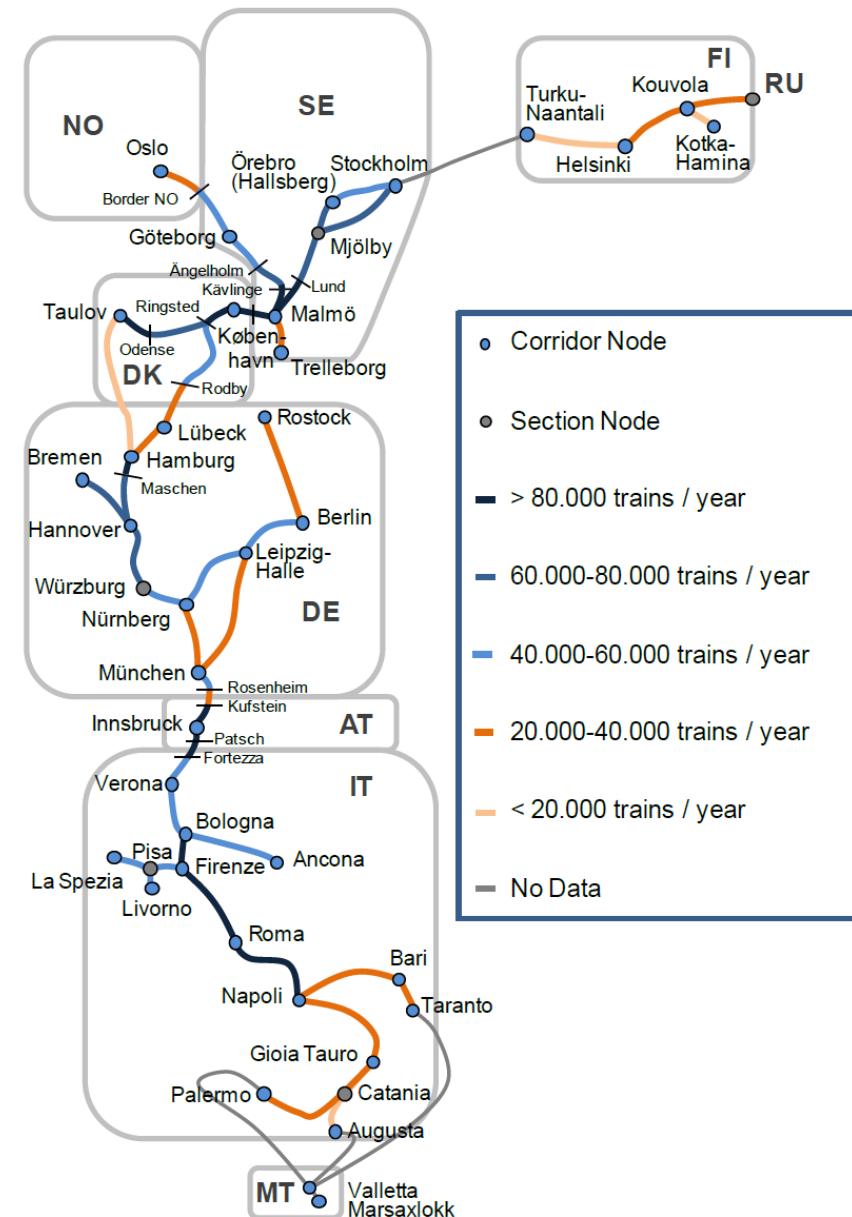 FI
RU
SE
NO
Kouvola
Turku-
Naantali
Kotka-
Hamina
Helsinki
Oslo
Örebro
(Hallsberg)
Stockholm
Border NO
Göteborg
Mjölby
Ängelholm
Kävlinge
Lund
Taulov
Ringsted
Malmö
Odense
Køben-
havn
Trelleborg
DK
Rodby
Rostock
Lübeck
Bremen
Hamburg
Maschen
Hannover
Berlin
Leipzig-
Halle
Würzburg
Nürnberg
DE
München
Rosenheim
Kufstein
Innsbruck
AT
Patsch
Fortezza
Verona
IT
Bologna
Pisa
Firenze
Ancona
La Spezia
Livorno
Roma
Bari
Napoli
Taranto
Gioia Tauro
Palermo
Catania
Augusta
MT
Valletta
Marsaxlokk
Corridor Node
Section Node
> 80.000 trains / year
60.000-80.000 trains / year
40.000-60.000 trains / year
20.000-40.000 trains / year
< 20.000 trains / year
No Data